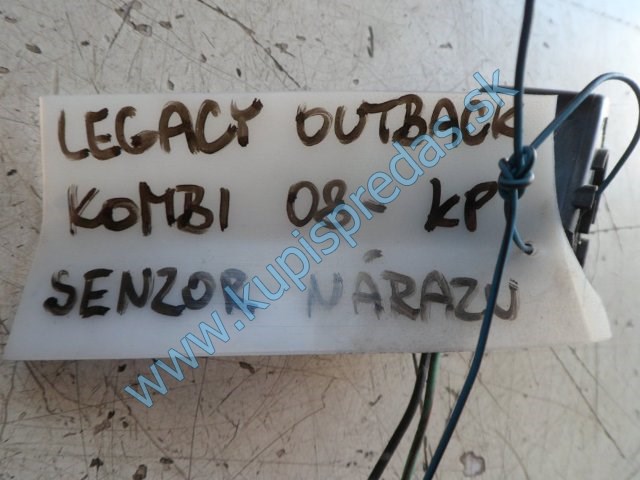 LEGACY OUTBACK
KOMBI 08- KP
SENZOR NÁRAZU
www.kupispredas.sk